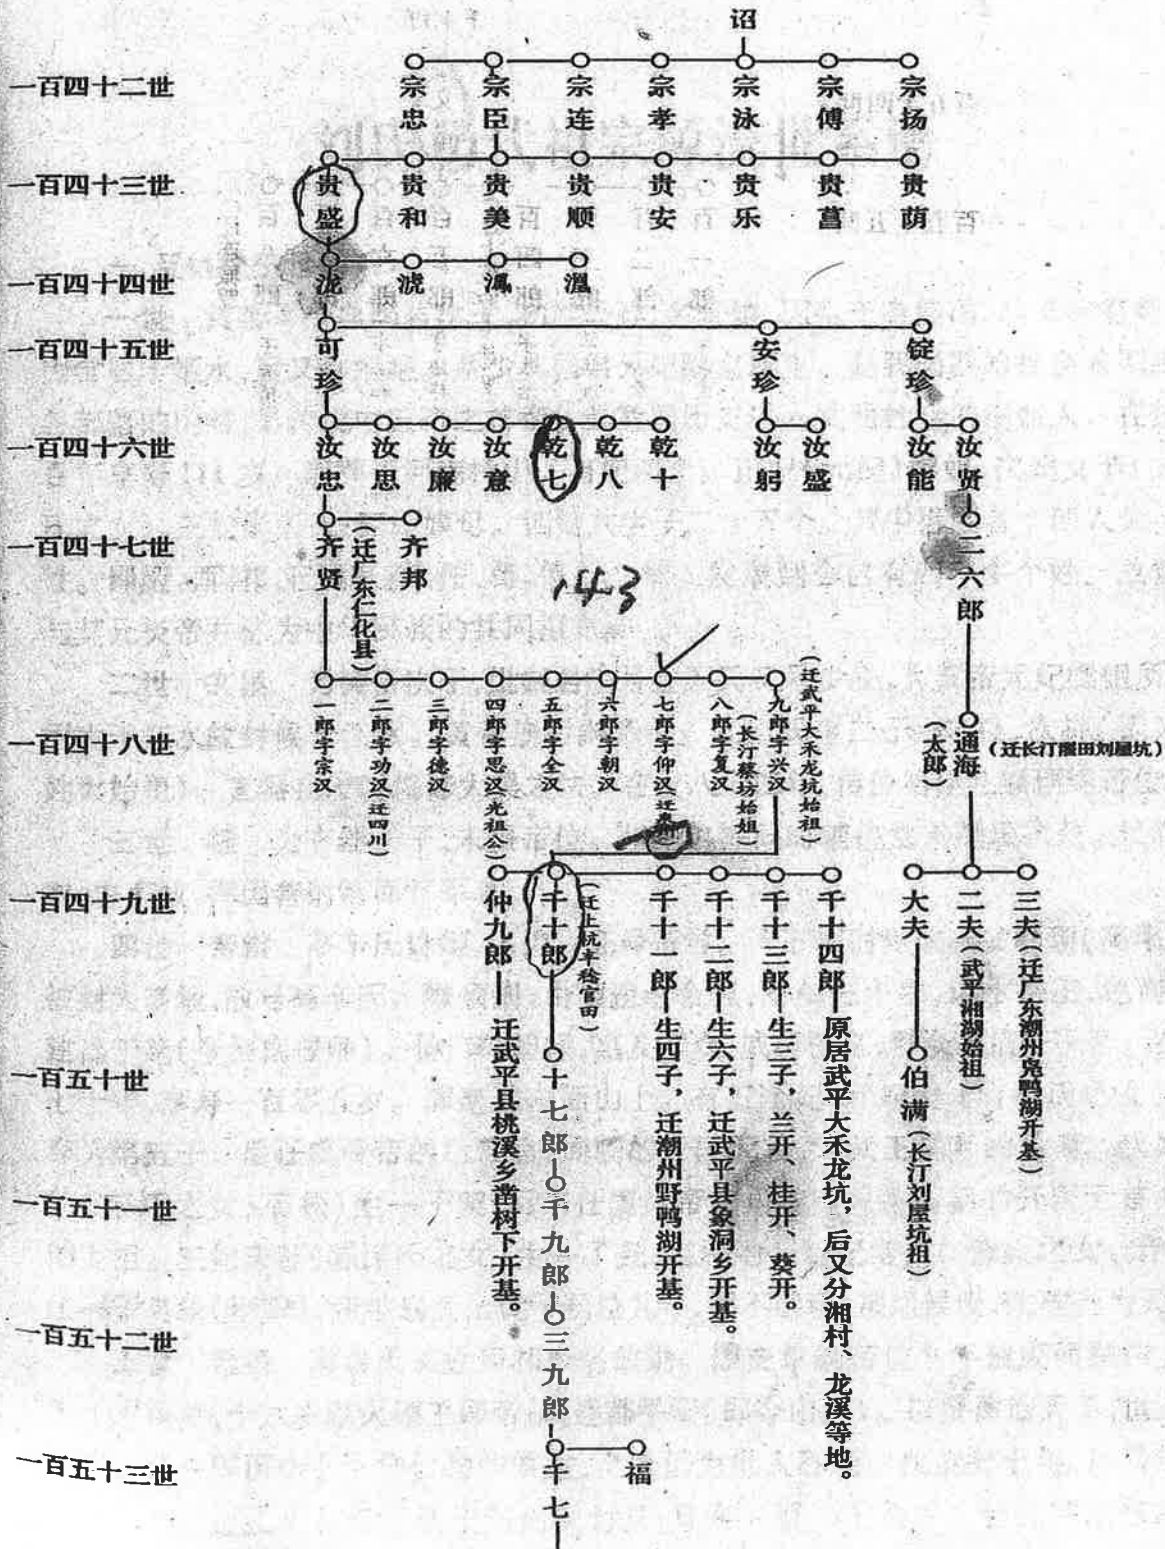 诏
一百四十二世
宗忠
宗臣
宗连
宗孝
宗泳
宗傅
宗扬
一百四十三世
贵盛
贵和
贵美
贵顺
贵安
贵乐
贵菖
贵荫
一百四十四世
一百四十五世
可珍
安珍
锭珍
一百四十六世
汝忠
汝思
汝廉
汝意
乾七
乾八
乾十
汝躬
汝盛
汝能
汝贤
一百四十七世
齐贤
（迁广东仁化县）
齐邦
二六郎
143
一百四十八世
一郎字宗汉
二郎字功汉（迁四川）
三郎字德汉
四郎字思汉（光祖公）
五郎字全汉
六郎字朝汉
七郎字仰汉
八郎字复汉
（长汀蔡坊始姐）
九郎字兴汉
（迁武平大禾龙坑始祖）
通海
（太郎）
（迁长汀腊田刘屋坑）
一百四十九世
仲九郎
迁武平县桃溪乡凿树下开基。
千十郎
（迁上杭丰稔官田）
千十一郎
生四子，迁潮州野鸭湖开基。
千十二郎
生六子，迁武平县象洞乡开基。
千十三郎
生三子，兰开、桂开、葵开。
千十四郎
原居武平大禾龙坑，后又分湘村、龙溪等地。
大夫
二夫（武平湘湖始祖）
三夫（迁广东潮州凫鸭湖开基）
一百五十世
十七郎
伯满（长汀刘屋坑祖）
一百五十一世
千九郎
一百五十二世
三九郎
一百五十三世
千七
福